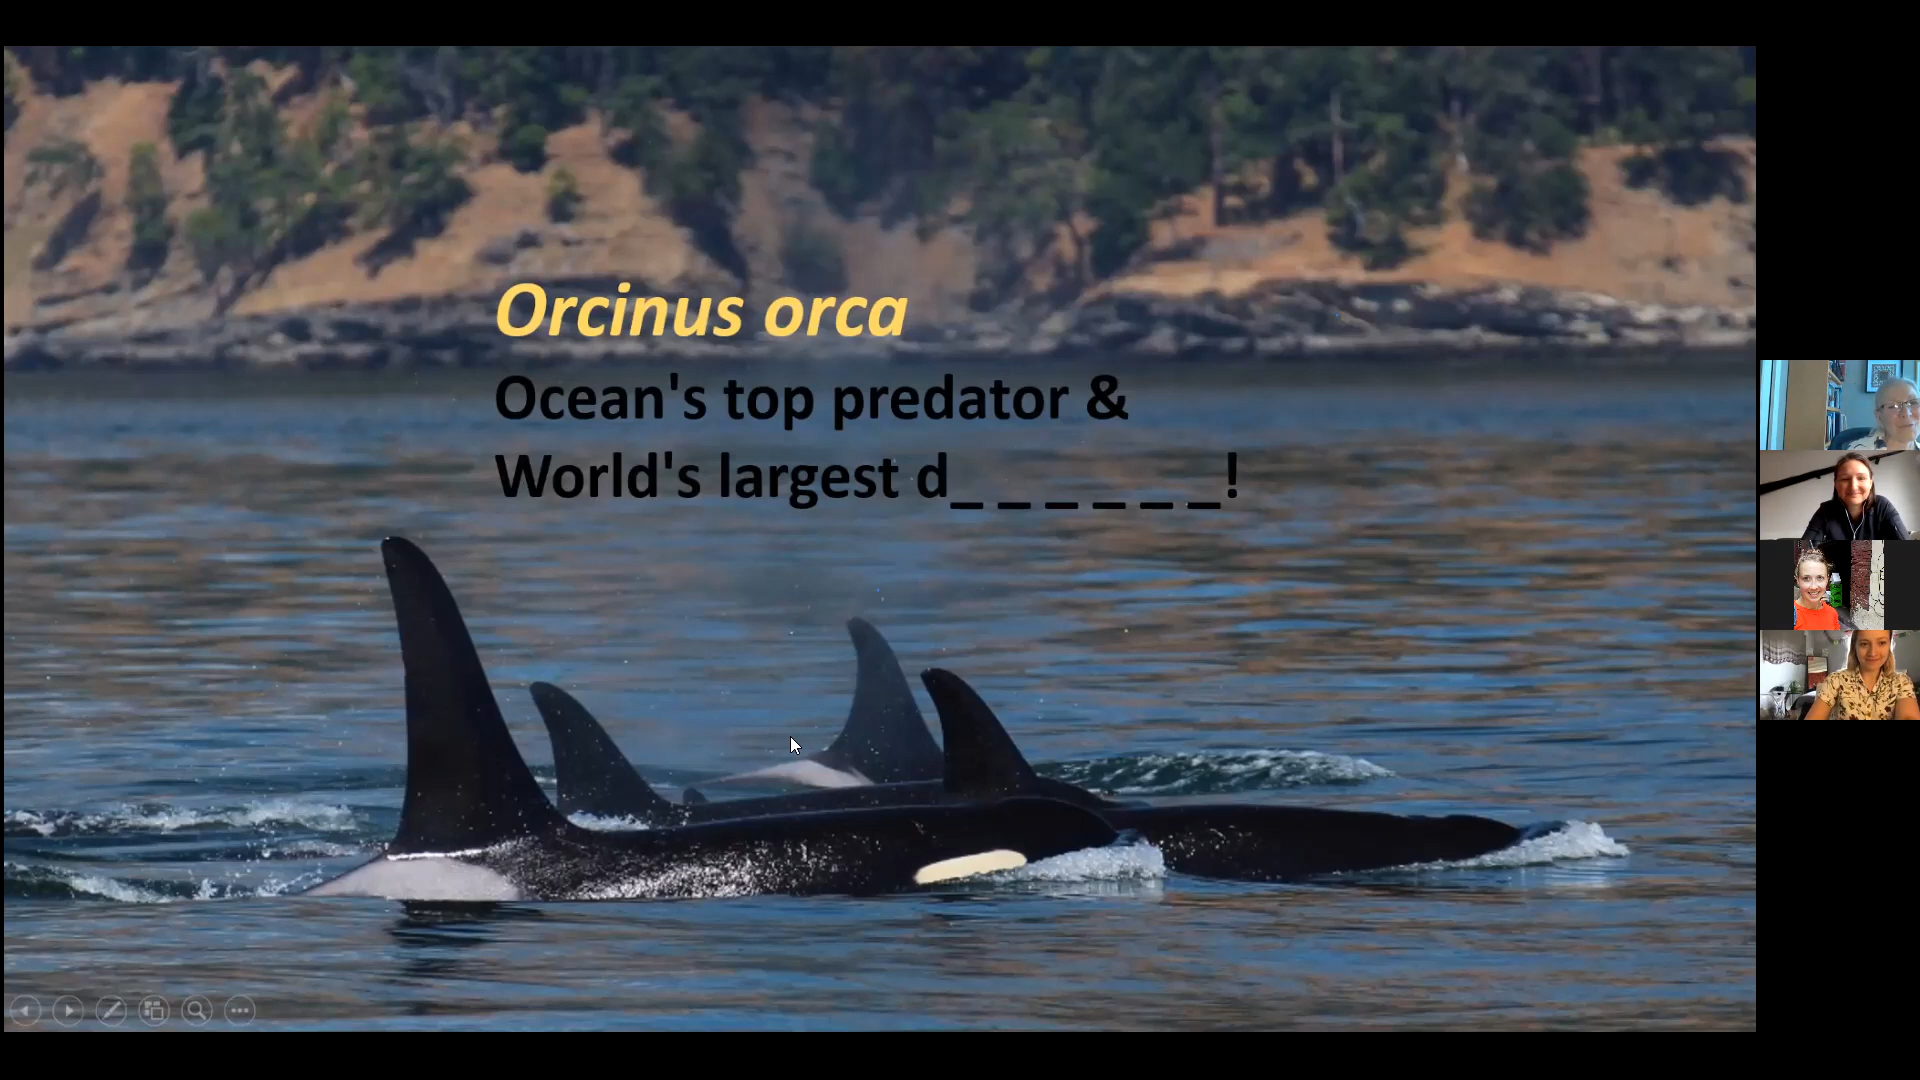 Orcinus orca
Ocean's top predator &
World's largest d_ _ _ _ _ _!